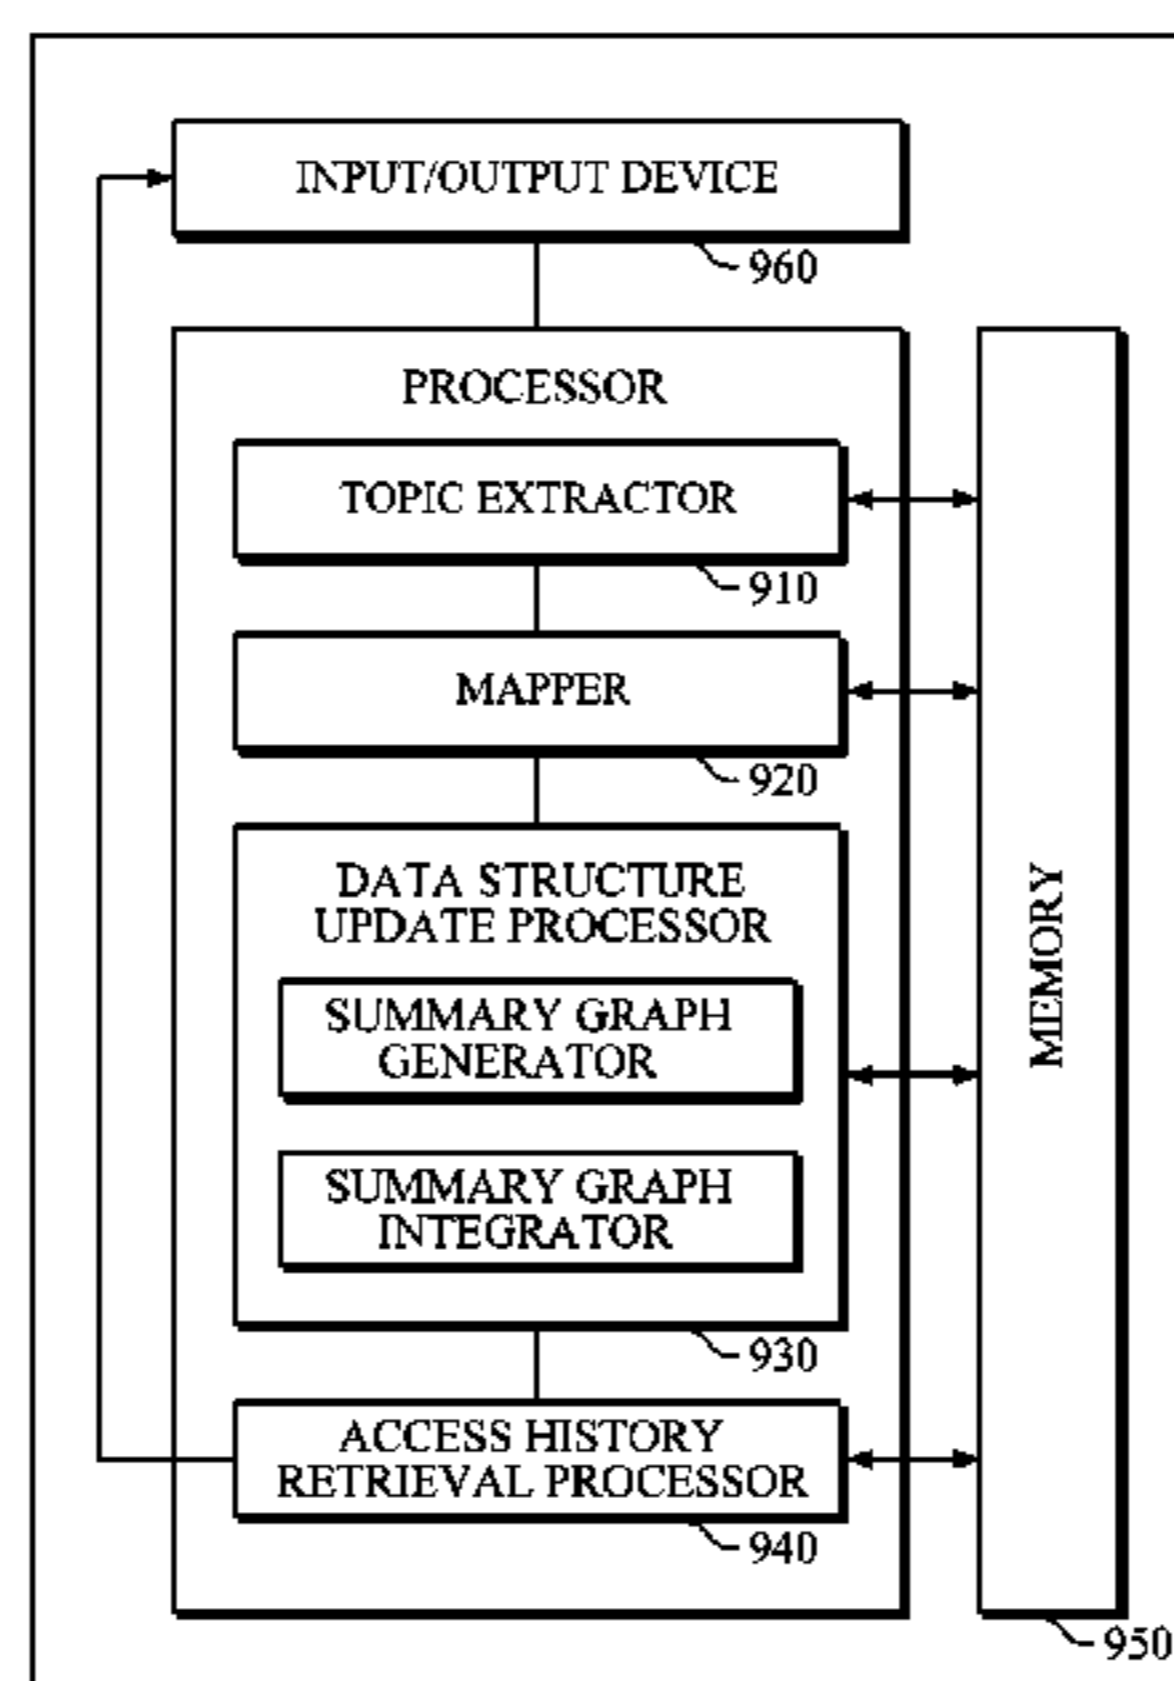 INPUT/OUTPUT DEVICE
960
PROCESSOR
TOPIC EXTRACTOR
910
MAPPER
920
DATA STRUCTURE
UPDATE PROCESSOR
SUMMARY GRAPH
GENERATOR
SUMMARY GRAPH
INTEGRATOR
930
ACCESS HISTORY
RETRIEVAL PROCESSOR
940
MEMORY
950